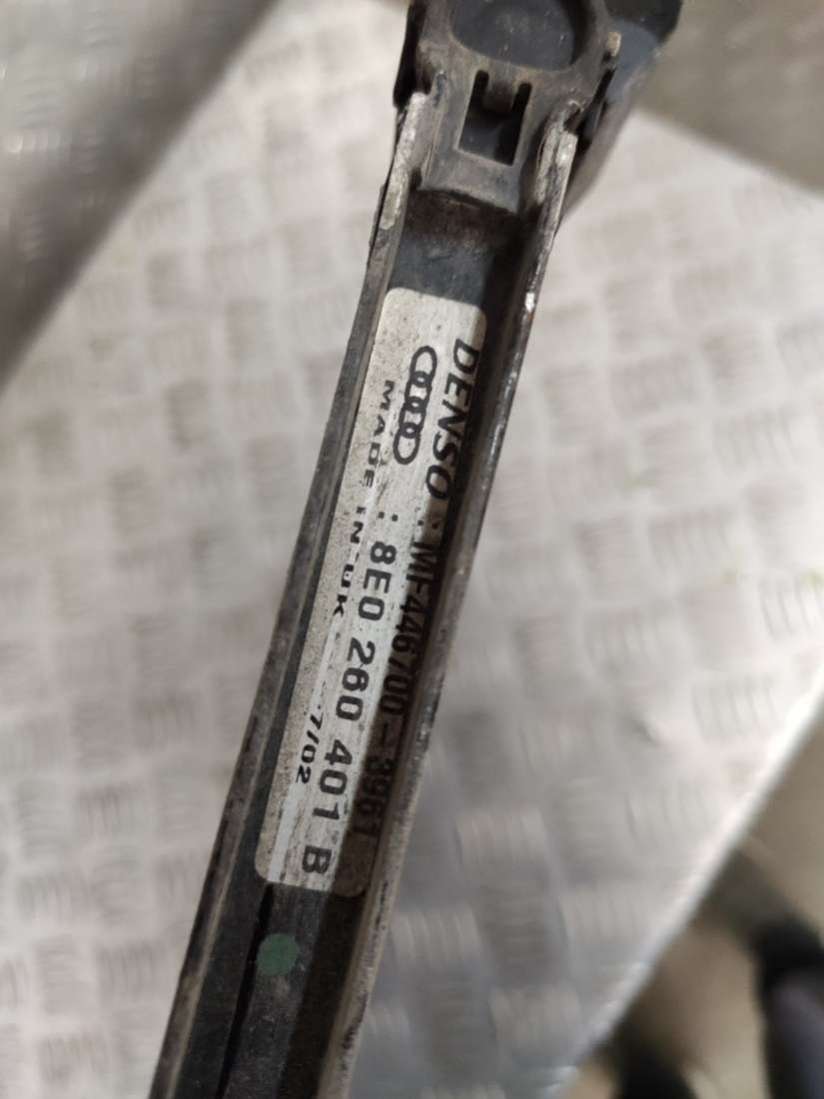 DENSO : MF446700-3961
: 8E0 260 401 B
MADE IN UK 7/02